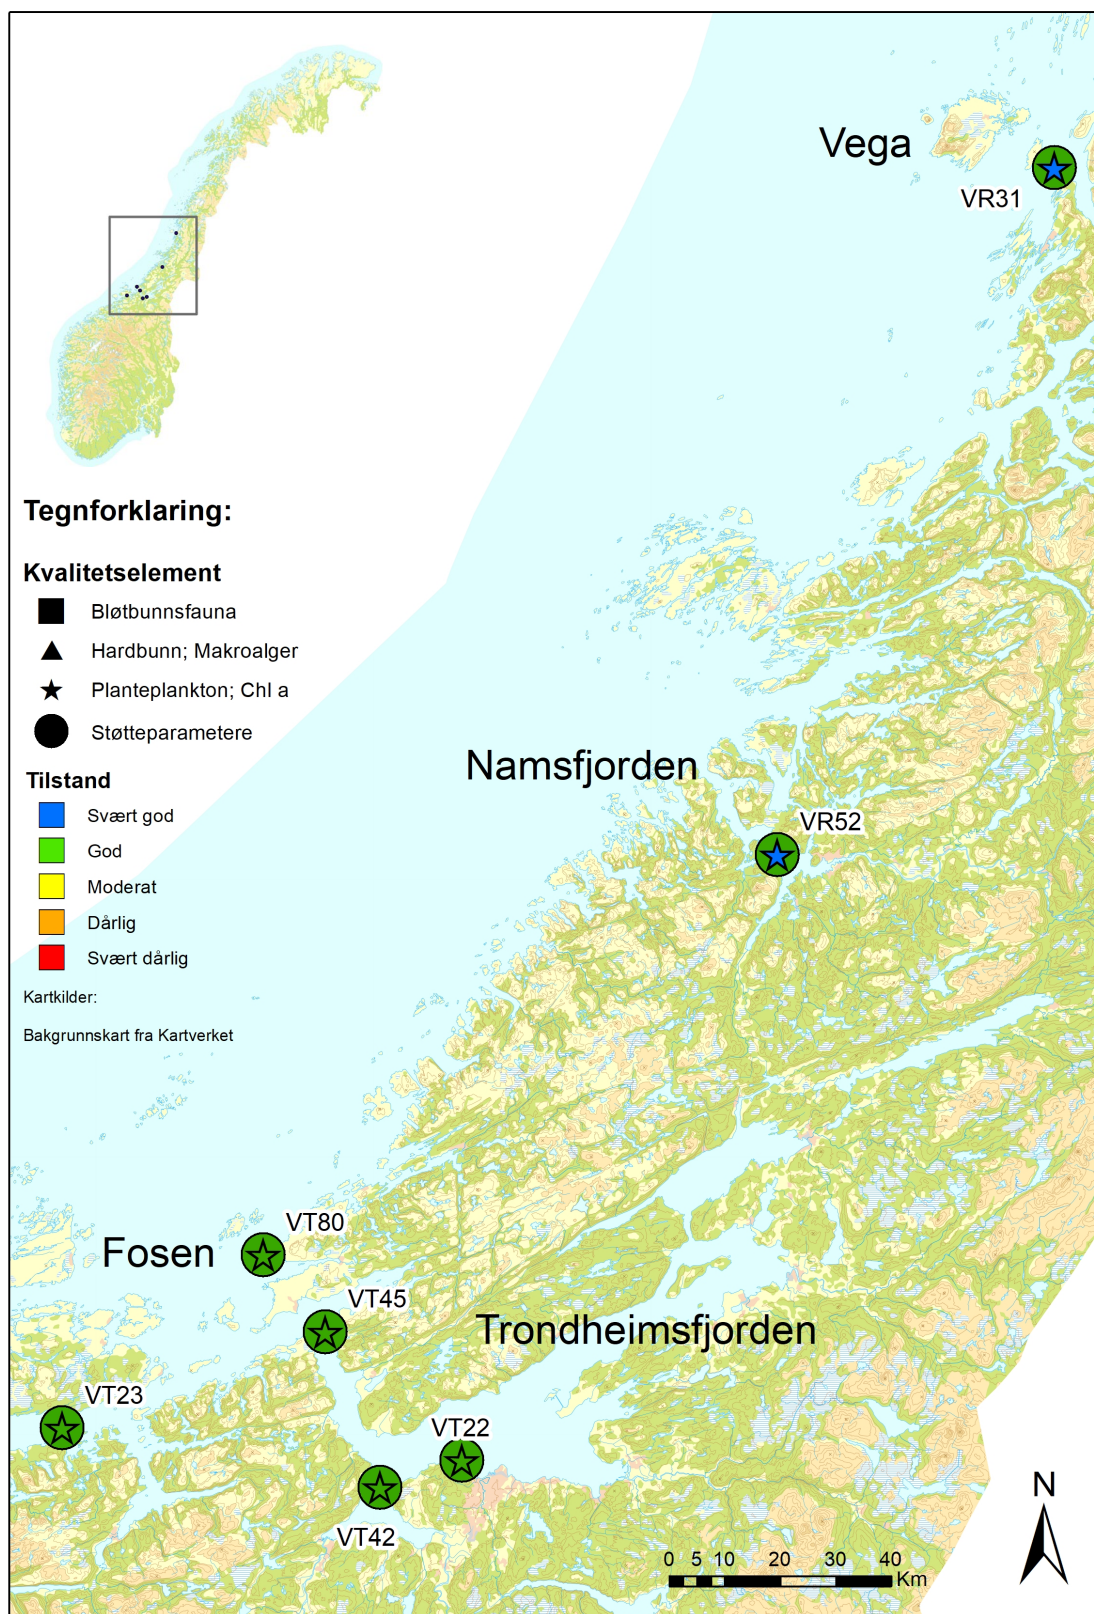 Vega
VR31
Tegnforklaring:
Kvalitetselement
Bløtbunnsfauna
Hardbunn; Makroalger
Planteplankton; Chl a
Støtteparametere
Tilstand
Svært god
God
Moderat
Dårlig
Svært dårlig
Kartkilder:
Bakgrunnskart fra Kartverket
Namsfjorden
VR52
VT80
Fosen
VT45
Trondheimsfjorden
VT23
VT22
VT42
N
0 5 10 20 30 40
Km